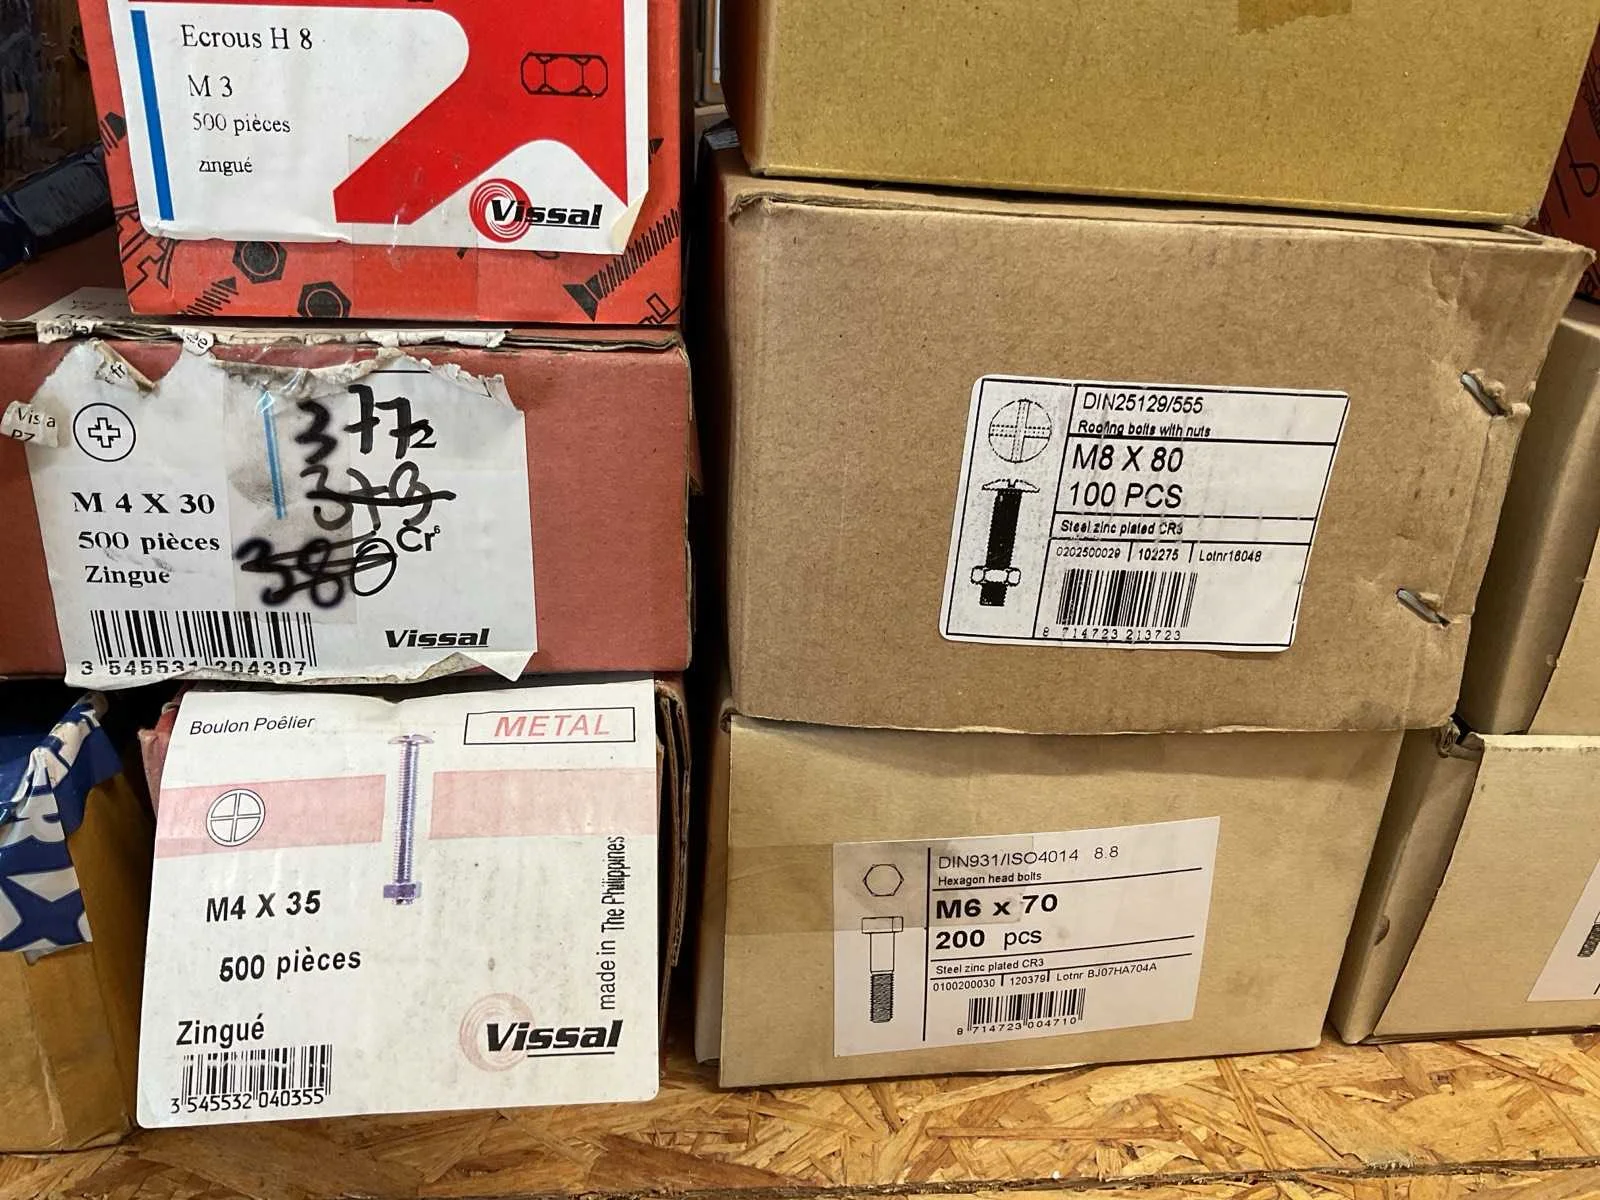 Ecrous H 8
M 3
500 pièces
zingué
Vissal
Vis a
PZ
M 4 X 30
500 pièces
Zingue
377
2
380
Cr⁶
Vissal
3 545531 204307
Boulon Poêlier
METAL
M4 X 35
500 pièces
Zingué
made in The Philippines
Vissal
3 545532 040355
DIN25129/555
Roofing bolts with nuts
M8 X 80
100 PCS
Steel zinc plated CR3
0202500029 102275 Lotnr16048
8 714723 213723
DIN931/ISO4014 8.8
Hexagon head bolts
M6 x 70
200 pcs
Steel zinc plated CR3
0100200030 120379 Lotnr BJ07HA704A
8 714723 004710